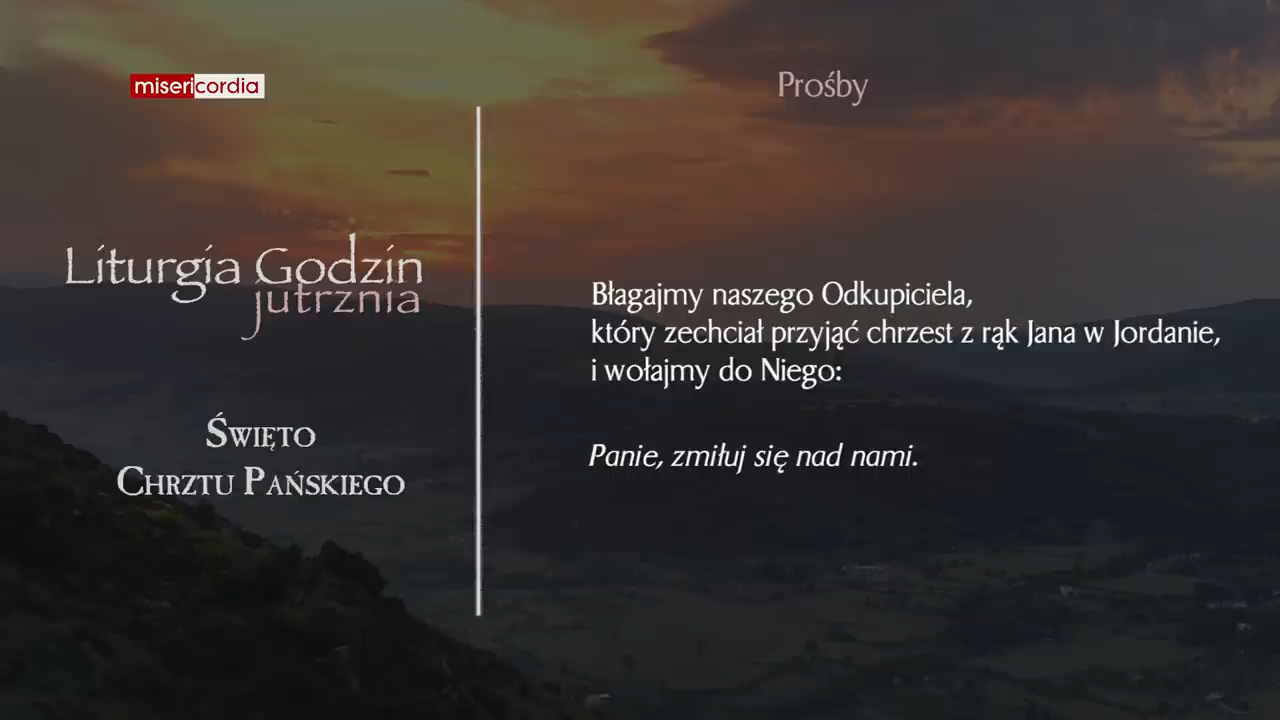 misericordia
Prośby
Liturgia Godzin
jutrznia
Święto
Chrztu Pańskiego
Błagajmy naszego Odkupiciela,
który zechciał przyjąć chrzest z rąk Jana w Jordanie,
i wołajmy do Niego:
Panie, zmiłuj się nad nami.